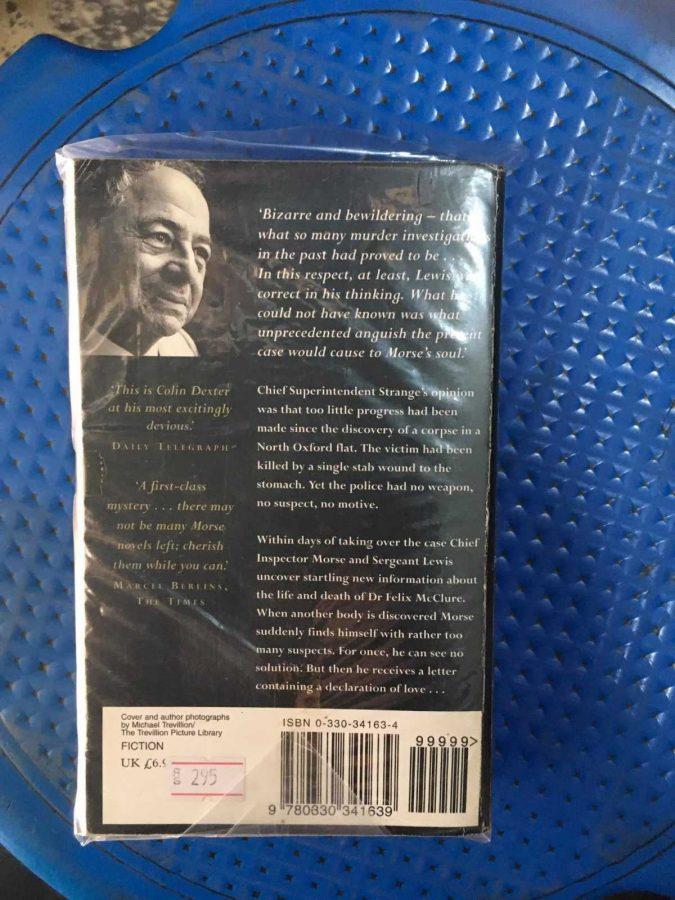 'Bizarre and bewildering – that
what so many murder investigat
in the past had proved to be . . .
In this respect, at least, Lewis
correct in his thinking. What
could not have known was what
unprecedented anguish the present
case would cause to Morse's soul.'
'This is Colin Dexter
at his most excitingly
devious.'
DAILY TELEGRAPH
'A first-class
mystery . . . there may
not be many Morse
novels left; cherish
them while you can.'
MARCEL BERLINS,
THE TIMES
Chief Superintendent Strange's opinion
was that too little progress had been
made since the discovery of a corpse in a
North Oxford flat. The victim had been
killed by a single stab wound to the
stomach. Yet the police had no weapon,
no suspect, no motive.
Within days of taking over the case Chief
Inspector Morse and Sergeant Lewis
uncover startling new information about
the life and death of Dr Felix McClure.
When another body is discovered Morse
suddenly finds himself with rather too
many suspects. For once, he can see no
solution. But then he receives a letter
containing a declaration of love . . .
Cover and author photographs
by Michael Trevillion/
The Trevillion Picture Library
FICTION
UK £6.9
295
ISBN 0-330-34163-4
99999>
9 780330 341639